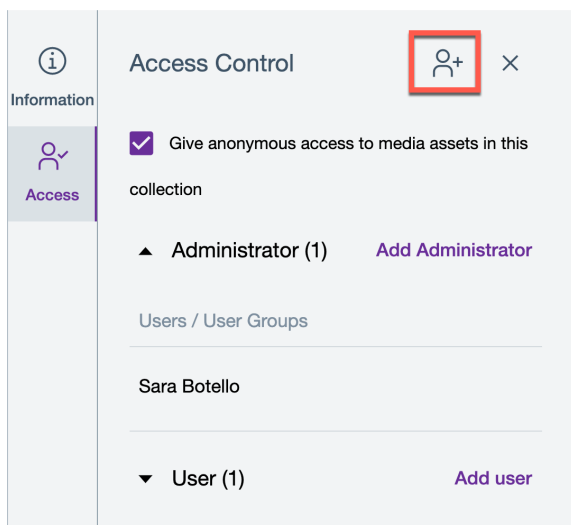 Access Control
Information
Give anonymous access to media assets in this
collection
Access
Administrator (1) Add Administrator
Users / User Groups
Sara Botello
User (1) Add user